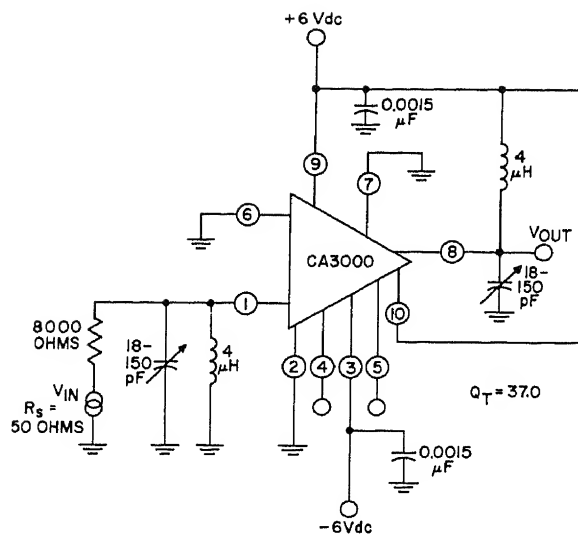 +6 Vdc
0.0015
μF
4
μH
9
7
6
CA3000
8
VOUT
18-
150
pF
1
10
8000
OHMS
18-
150
pF
4
μH
2
4
3
5
VIN
RS =
50 OHMS
QT = 37.0
0.0015
μF
-6Vdc